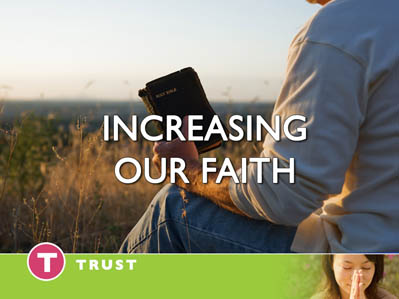 HOLY BIBLE
INCREASING
OUR FAITH
T TRUST